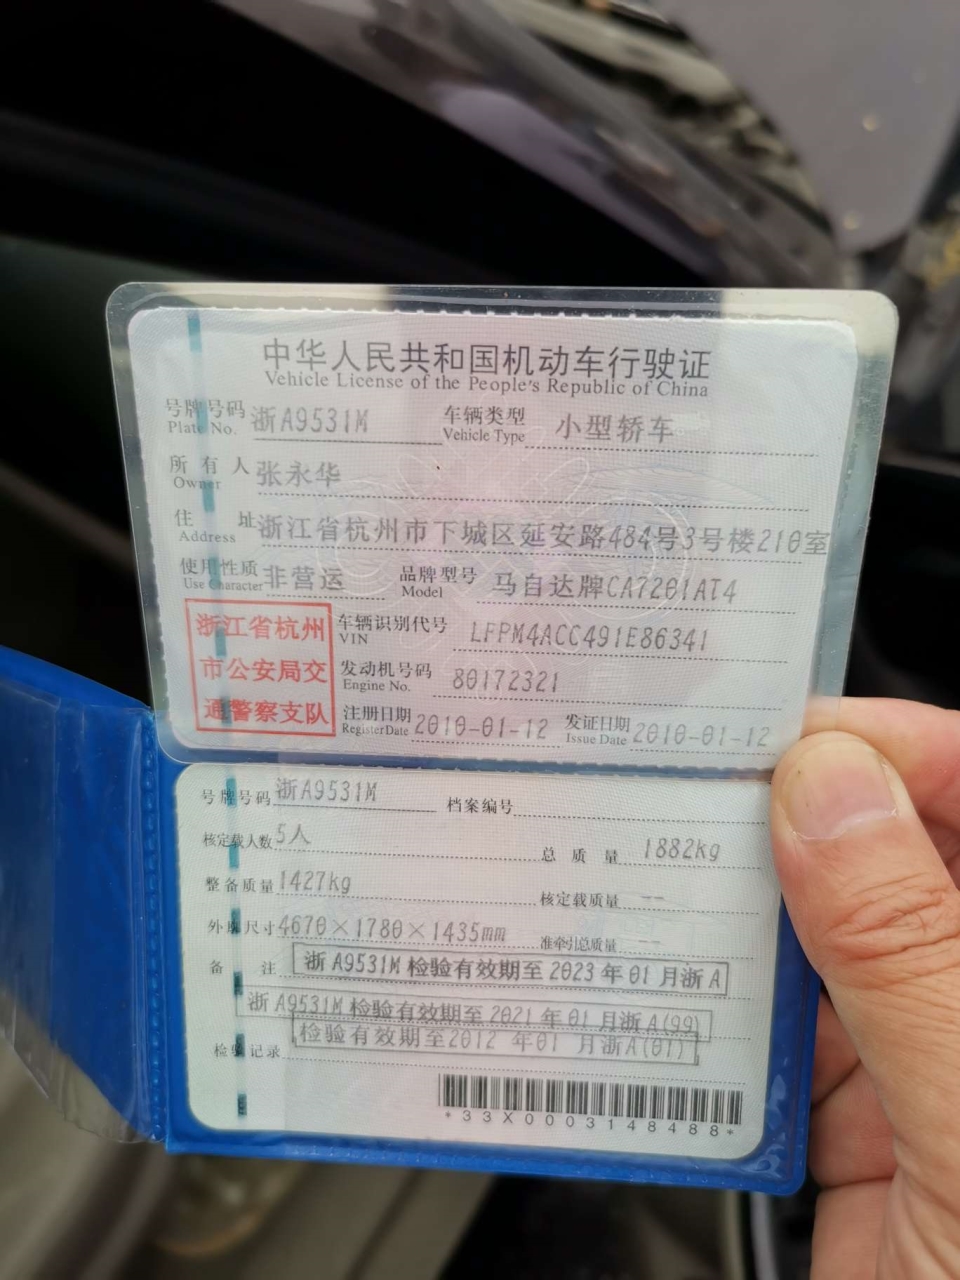 中华人民共和国机动车行驶证
Vehicle License of the People's Republic of China
号牌号码 浙A9531M 车辆类型 小型轿车
Plate No. Vehicle Type
所有人 张永华
Owner
住址 浙江省杭州市下城区延安路484号3号楼210室
Address
使用性质 非营运 品牌型号 马自达牌CA7201AT4
Use Character Model
浙江省杭州
市公安局交
通警察支队
车辆识别代号 LFPM4ACC491E86341
VIN
发动机号码 80172321
Engine No.
注册日期 2010-01-12 发证日期 2010-01-12
Register Date Issue Date
号牌号码 浙A9531M 档案编号
核定载人数 5人 总质量 1882kg
整备质量 1427kg 核定载质量 --
外廓尺寸 4670×1780×1435mm 准牵引总质量 --
备注 浙A9531M检验有效期至2023年01月浙A
浙A9531M检验有效期至2021年01月浙A(99)
检验记录 检验有效期至2012年01月浙A(01)
*33X0003148488*